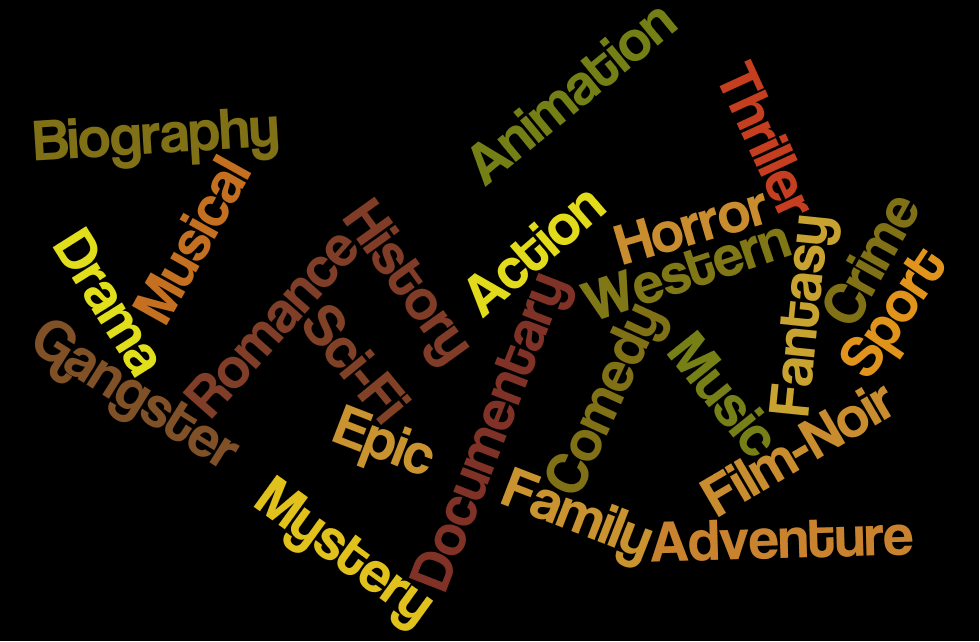 Animation
Thriller
Biography
Musical
Action
Horror
History
Western
Crime
Drama
Romance
Fantasy
Sport
Documentary
Sci-Fi
Comedy
Music
Gangster
Epic
Film-Noir
Mystery
Family
Adventure